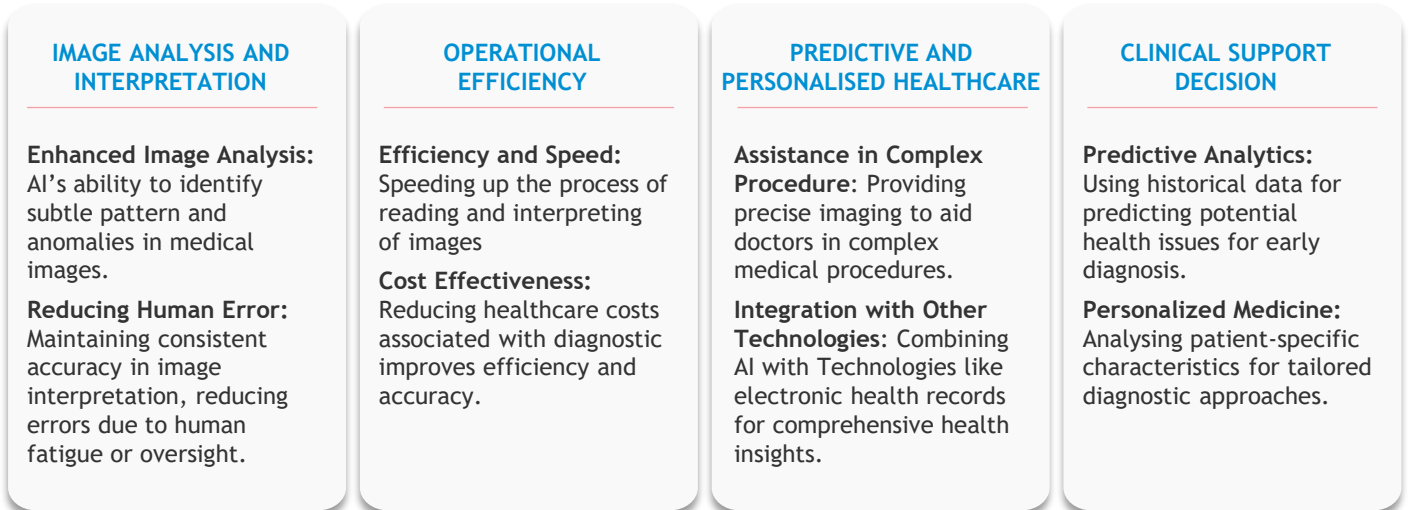 IMAGE ANALYSIS AND
INTERPRETATION
Enhanced Image Analysis:
AI's ability to identify
subtle pattern and
anomalies in medical
images.
Reducing Human Error:
Maintaining consistent
accuracy in image
interpretation, reducing
errors due to human
fatigue or oversight.
OPERATIONAL
EFFICIENCY
Efficiency and Speed:
Speeding up the process of
reading and interpreting
of images
Cost Effectiveness:
Reducing healthcare costs
associated with diagnostic
improves efficiency and
accuracy.
PREDICTIVE AND
PERSONALISED HEALTHCARE
Assistance in Complex
Procedure: Providing
precise imaging to aid
doctors in complex
medical procedures.
Integration with Other
Technologies: Combining
AI with Technologies like
electronic health records
for comprehensive health
insights.
CLINICAL SUPPORT
DECISION
Predictive Analytics:
Using historical data for
predicting potential
health issues for early
diagnosis.
Personalized Medicine:
Analysing patient-specific
characteristics for tailored
diagnostic approaches.